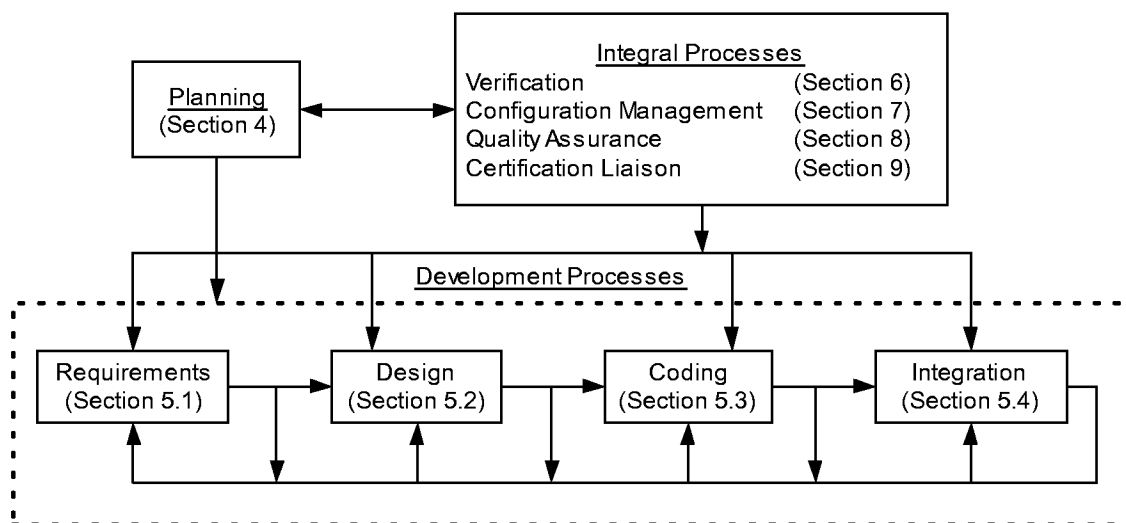 Integral Processes
Verification (Section 6)
Configuration Management (Section 7)
Quality Assurance (Section 8)
Certification Liaison (Section 9)
Planning
(Section 4)
Development Processes
Requirements
(Section 5.1)
Design
(Section 5.2)
Coding
(Section 5.3)
Integration
(Section 5.4)